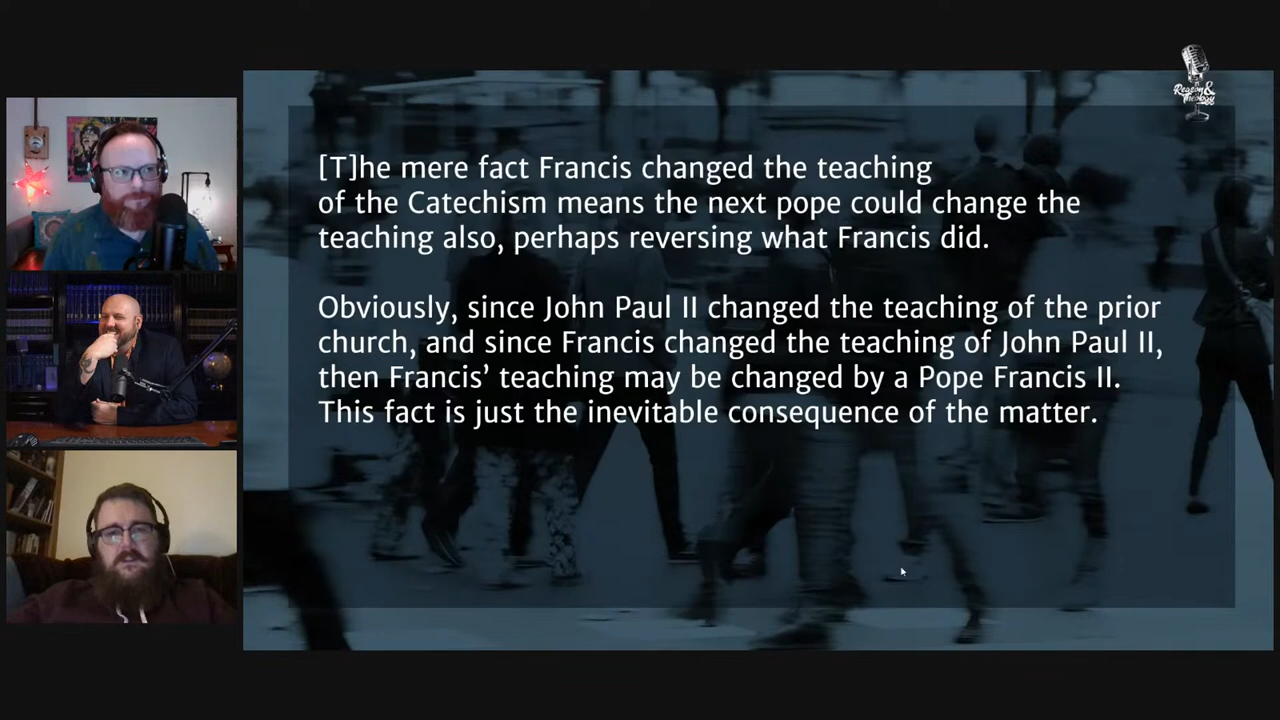 Reason &
Theology
[T]he mere fact Francis changed the teaching
of the Catechism means the next pope could change the
teaching also, perhaps reversing what Francis did.
Obviously, since John Paul II changed the teaching of the prior
church, and since Francis changed the teaching of John Paul II,
then Francis’ teaching may be changed by a Pope Francis II.
This fact is just the inevitable consequence of the matter.